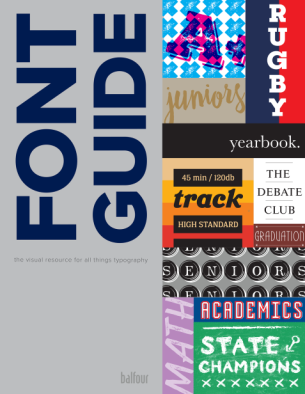 FONT
GUIDE
The visual resource for all things typography
balfour
A+
RUGBY
juniors
yearbook.
45 min / 120db
track
HIGH STANDARD
THE
DEBATE
CLUB
GRADUATION
SENIORS
SENIORS
SENIORS
MATH
ACADEMICS
STATE
CHAMPIONS